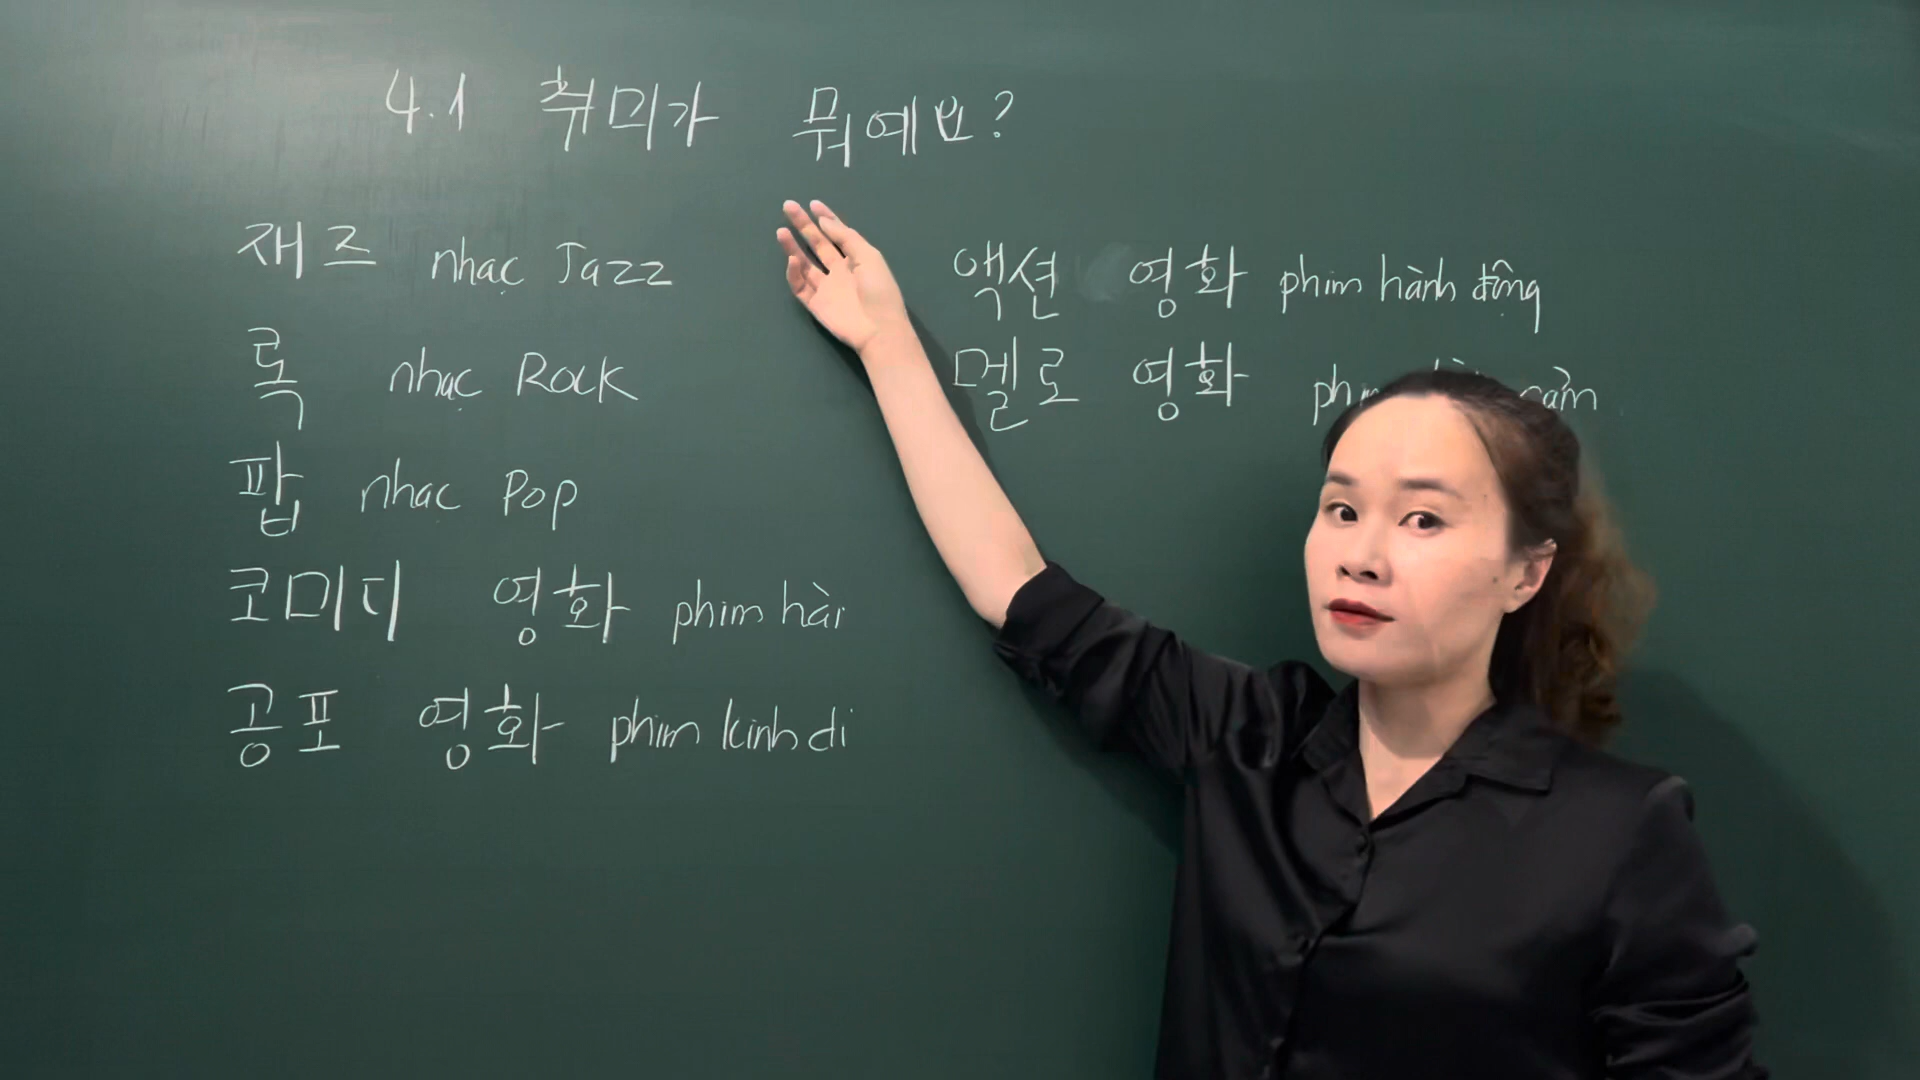 4.1 취미가 뭐예요?
재즈 nhạc Jazz
록 nhạc Rock
팝 nhạc Pop
코미디 영화 phim hài
공포 영화 phim kinh dị
액션 영화 phim hành động
멜로 영화